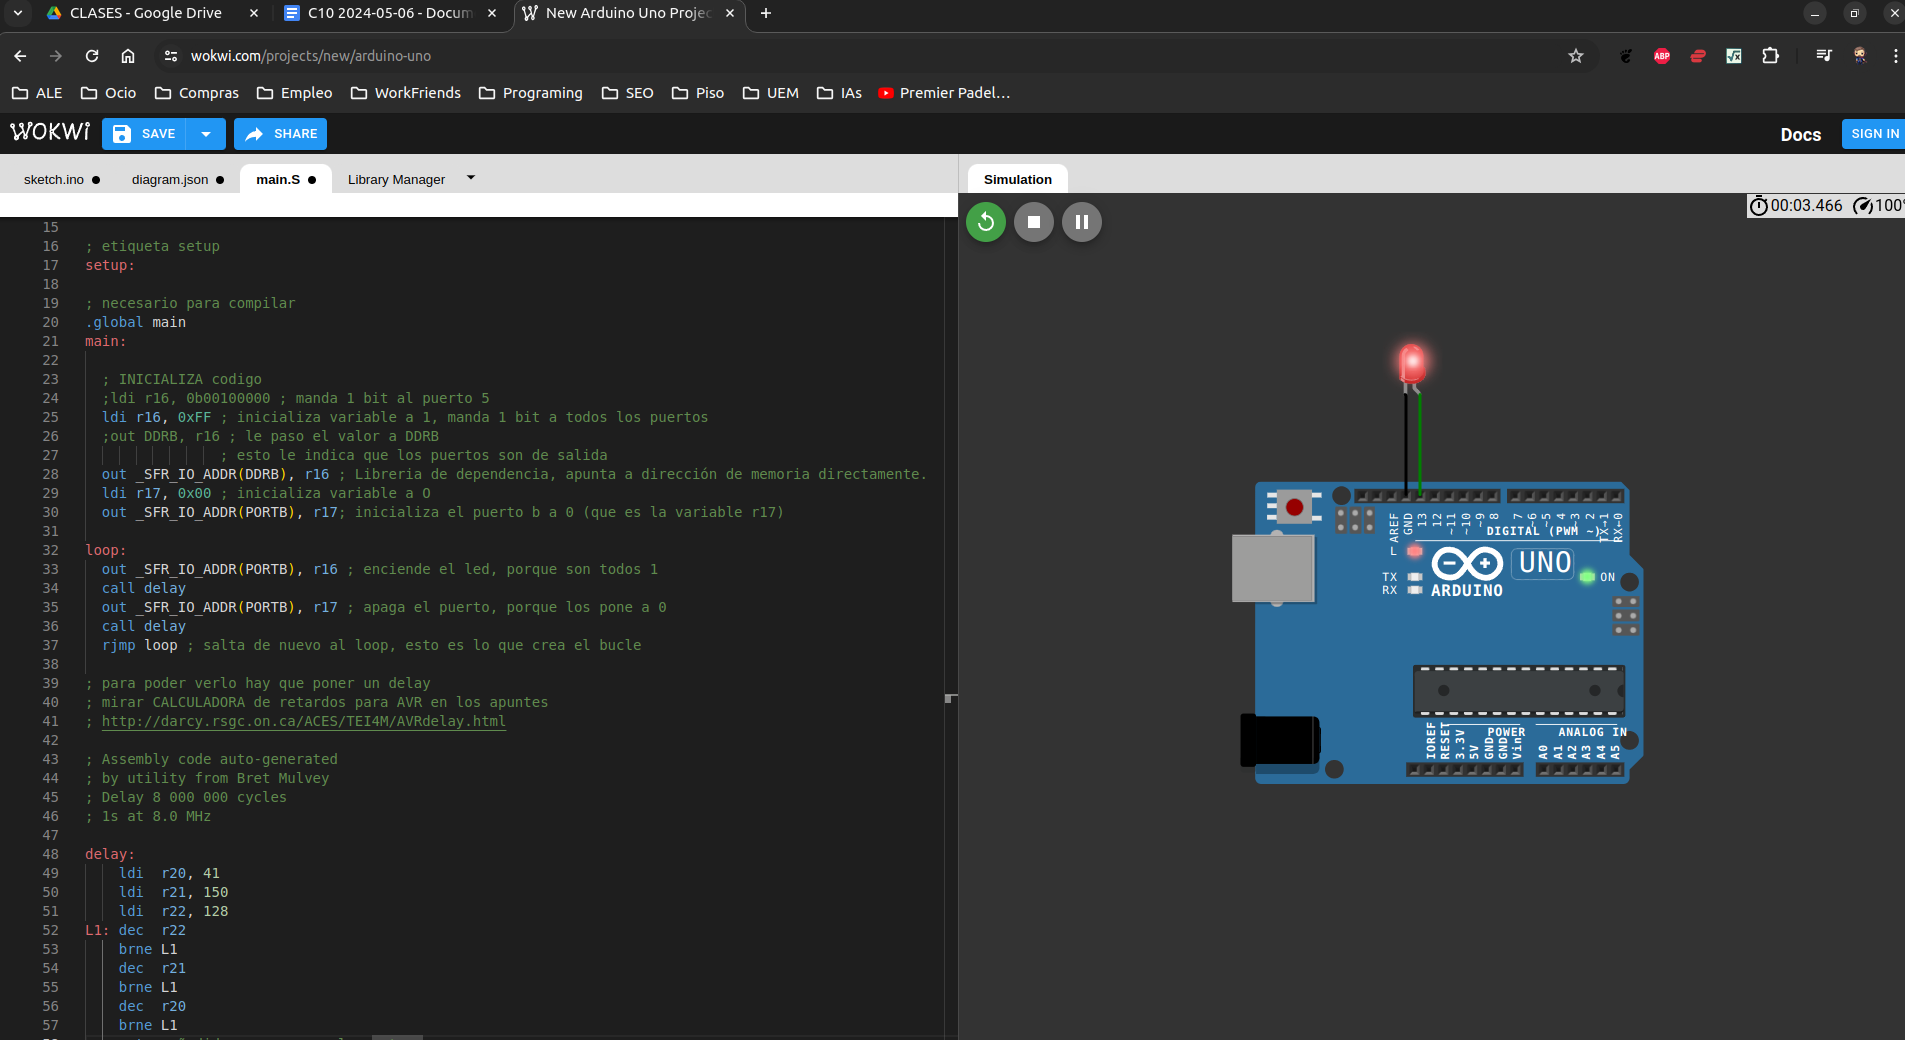 CLASES - Google Drive
C10 2024-05-06 - Docum
New Arduino Uno Projec
wokwi.com/projects/new/arduino-uno
ABP
ALE
Ocio
Compras
Empleo
WorkFriends
Programing
SEO
Piso
UEM
IAs
Premier Padel...
WOKWi
SAVE
SHARE
Docs
SIGN IN
sketch.ino
diagram.json
main.S
Library Manager
Simulation
00:03.466
100%
15
16 ; etiqueta setup
17 setup:
18
19 ; necesario para compilar
20 .global main
21 main:
22
23 ; INICIALIZA codigo
24 ;ldi r16, 0b00100000 ; manda 1 bit al puerto 5
25 ldi r16, 0xFF ; inicializa variable a 1, manda 1 bit a todos los puertos
26 ;out DDRB, r16 ; le paso el valor a DDRB
27 ; esto le indica que los puertos son de salida
28 out _SFR_IO_ADDR(DDRB), r16 ; Libreria de dependencia, apunta a dirección de memoria directamente.
29 ldi r17, 0x00 ; inicializa variable a O
30 out _SFR_IO_ADDR(PORTB), r17; inicializa el puerto b a 0 (que es la variable r17)
31
32 loop:
33 out _SFR_IO_ADDR(PORTB), r16 ; enciende el led, porque son todos 1
34 call delay
35 out _SFR_IO_ADDR(PORTB), r17 ; apaga el puerto, porque los pone a 0
36 call delay
37 rjmp loop ; salta de nuevo al loop, esto es lo que crea el bucle
38
39 ; para poder verlo hay que poner un delay
40 ; mirar CALCULADORA de retardos para AVR en los apuntes
41 ; http://darcy.rsgc.on.ca/ACES/TEI4M/AVRdelay.html
42
43 ; Assembly code auto-generated
44 ; by utility from Bret Mulvey
45 ; Delay 8 000 000 cycles
46 ; 1s at 8.0 MHz
47
48 delay:
49 ldi r20, 41
50 ldi r21, 150
51 ldi r22, 128
52 L1: dec r22
53 brne L1
54 dec r21
55 brne L1
56 dec r20
57 brne L1
AREF
GND
13
12
~11
~10
~9
8
7
~6
~5
4
~3
2
TX→1
RX←0
DIGITAL (PWM ~)
L
TX
RX
ARDUINO
UNO
ON
IOREF
RESET
3.3V
5V
GND
GND
Vin
POWER
ANALOG IN
A0
A1
A2
A3
A4
A5